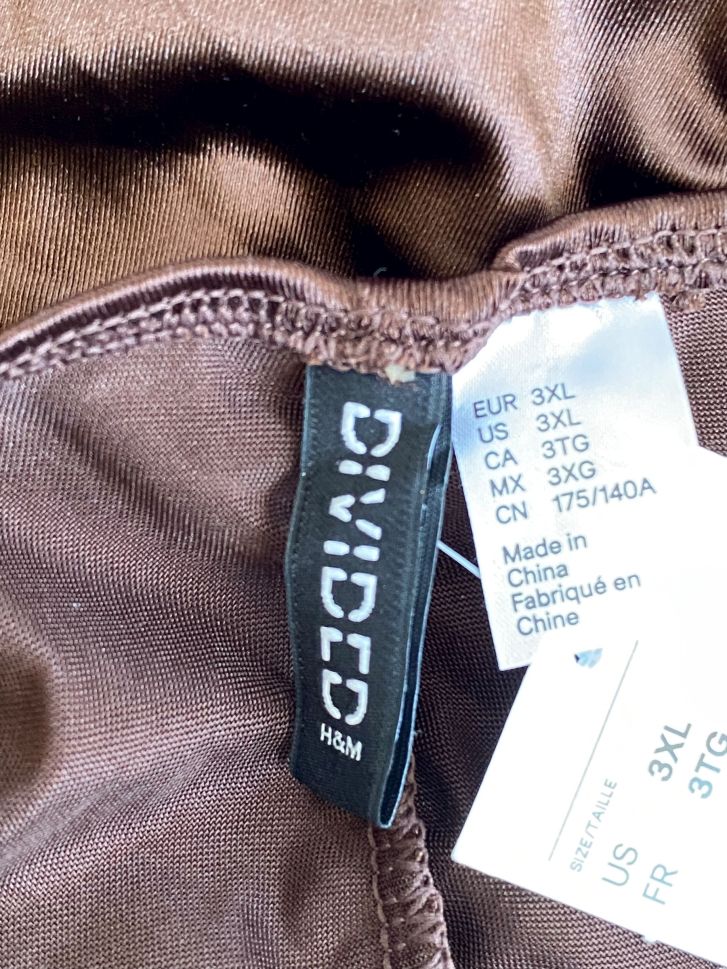 DIVIDED
H&M
EUR 3XL
US 3XL
CA 3TG
MX 3XG
CN 175/140A
Made in
China
Fabriqué en
Chine
SIZE/TAILLE
US 3XL
FR 3TG